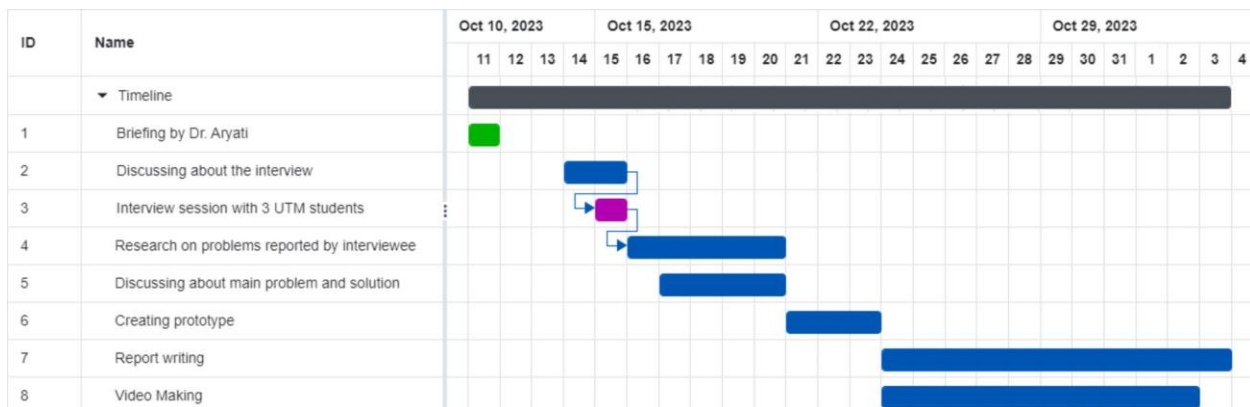 ID Name Oct 10, 2023 Oct 15, 2023 Oct 22, 2023 Oct 29, 2023
11 12 13 14 15 16 17 18 19 20 21 22 23 24 25 26 27 28 29 30 31 1 2 3 4
Timeline
1 Briefing by Dr. Aryati
2 Discussing about the interview
3 Interview session with 3 UTM students
4 Research on problems reported by interviewee
5 Discussing about main problem and solution
6 Creating prototype
7 Report writing
8 Video Making